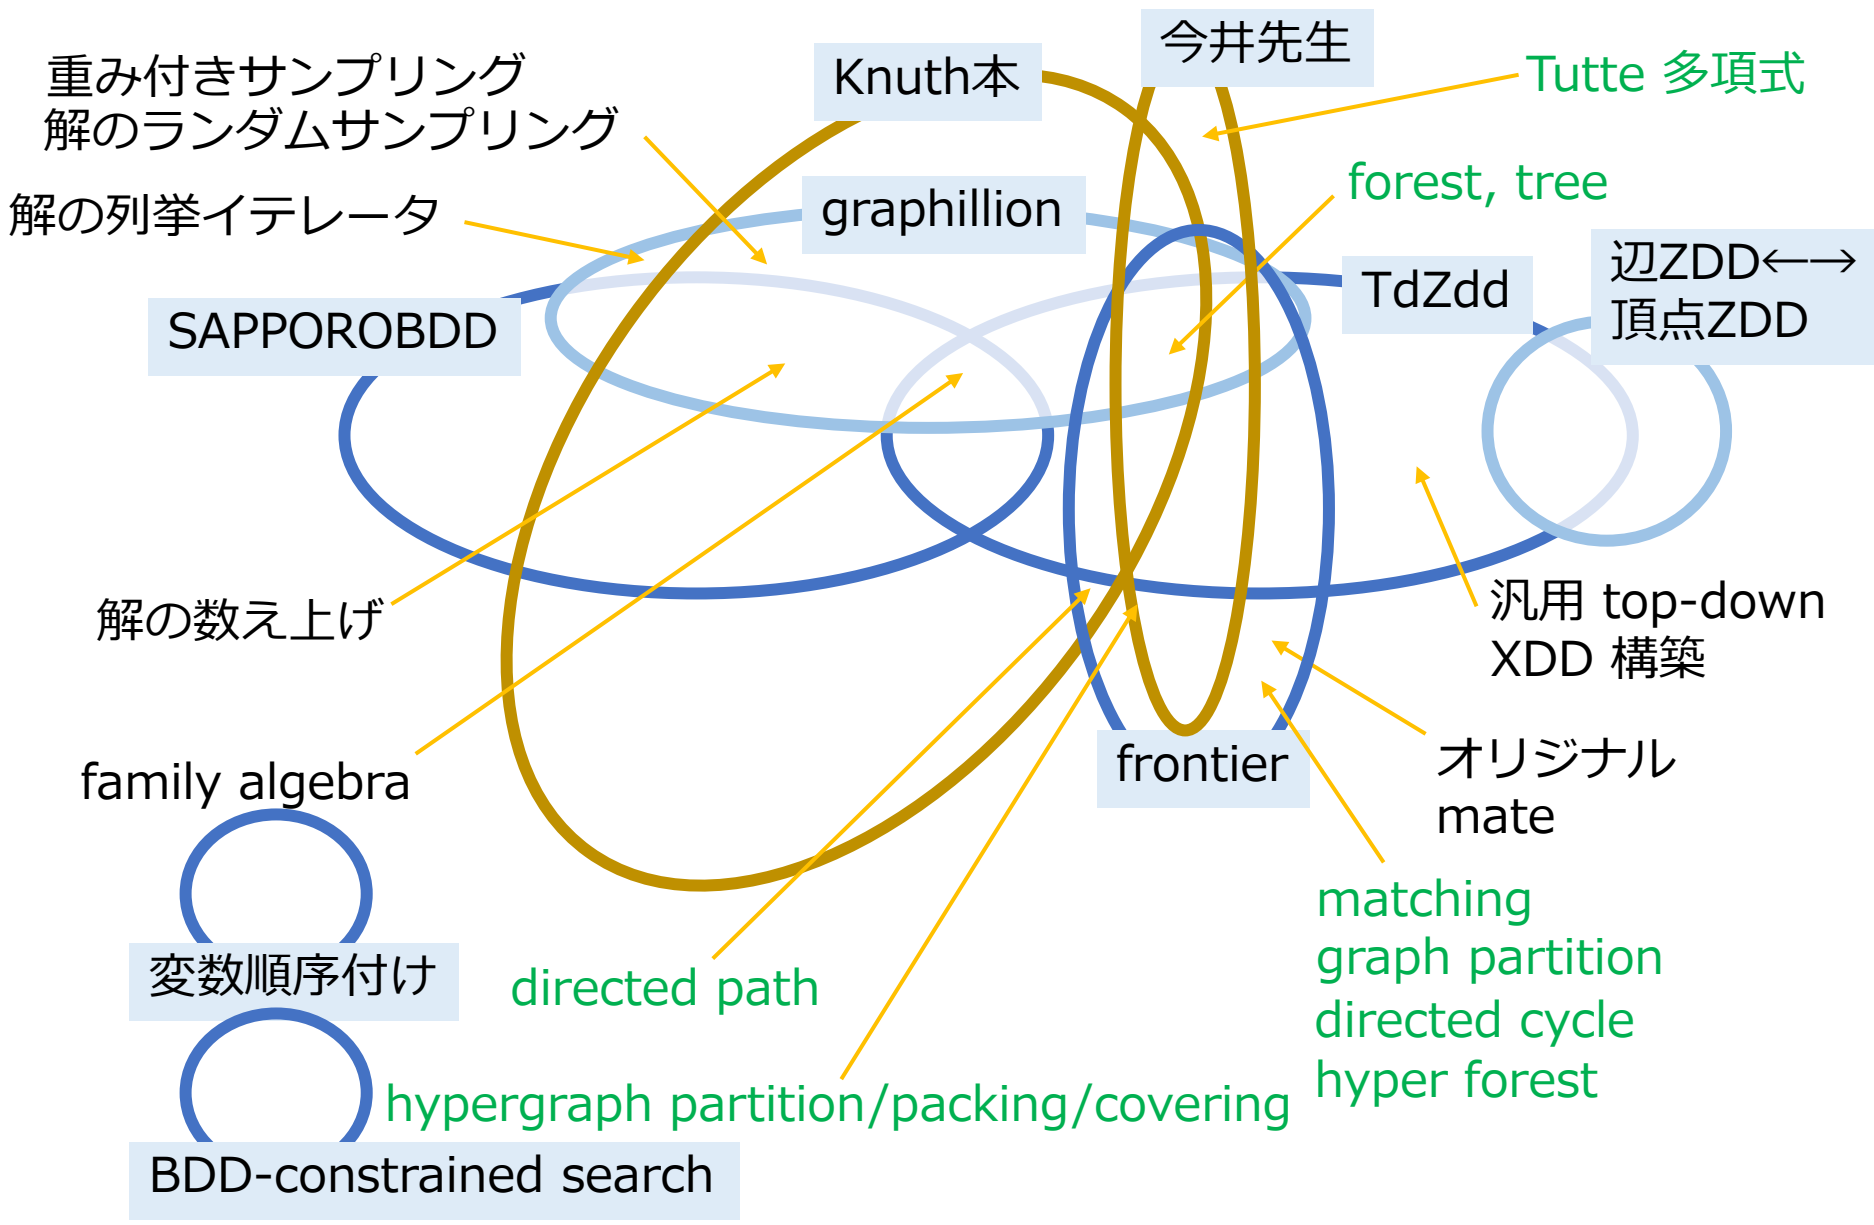 今井先生
Knuth本
重み付きサンプリング
解のランダムサンプリング
Tutte 多項式
forest, tree
解の列挙イテレータ
graphillion
辺ZDD←→
頂点ZDD
TdZdd
SAPPOROBDD
解の数え上げ
汎用 top-down
XDD 構築
family algebra
frontier
オリジナル
mate
matching
graph partition
directed cycle
hyper forest
変数順序付け
directed path
hypergraph partition/packing/covering
BDD-constrained search